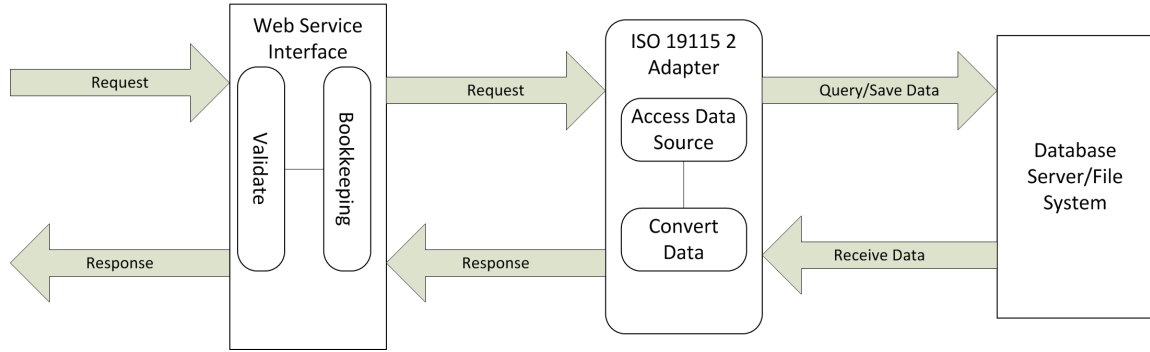 Web Service
Interface
Request
Validate
Bookkeeping
Response
Request
Response
ISO 19115 2
Adapter
Access Data
Source
Convert
Data
Query/Save Data
Receive Data
Database
Server/File
System